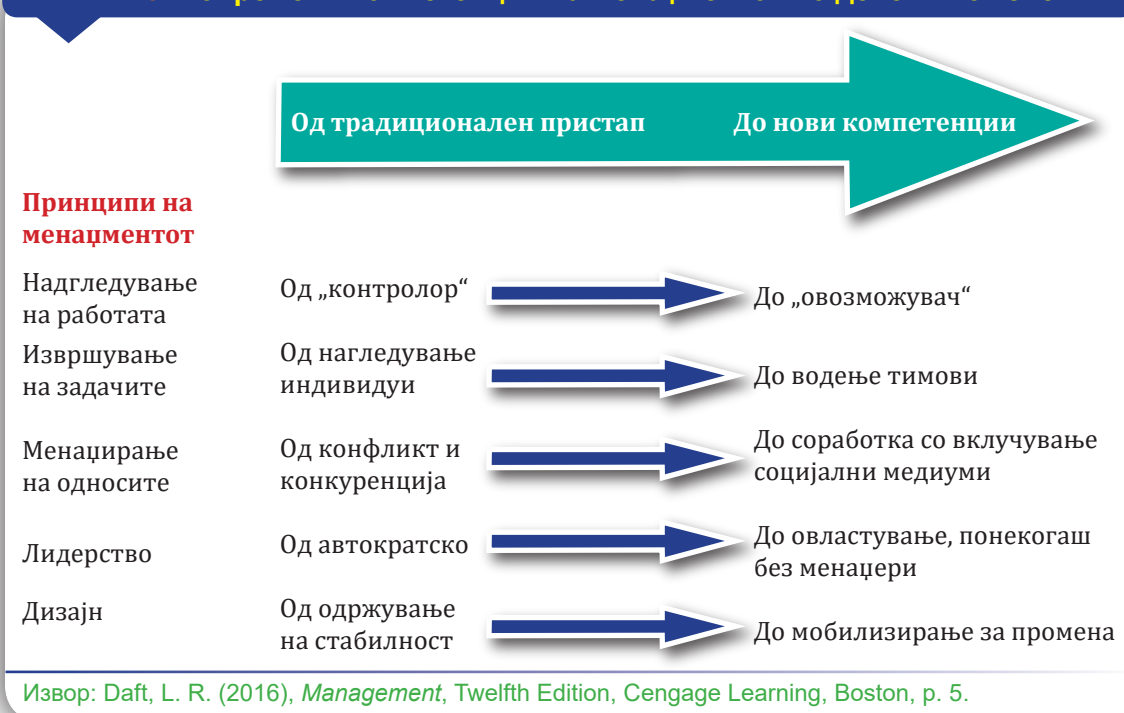 Од традиционален пристап До нови компетенции
Принципи на
менаџментот
Надгледување
на работата
Од „контролор“
До „овозможувач“
Извршување
на задачите
Од нагледување
индивидуи
До водење тимови
Менаџирање
на односите
Од конфликт и
конкуренција
До соработка со вклучување
социјални медиуми
Лидерство
Од автократско
До овластување, понекогаш
без менаџери
Дизајн
Од одржување
на стабилност
До мобилизирање за промена
Извор: Daft, L. R. (2016), Management, Twelfth Edition, Cengage Learning, Boston, p. 5.